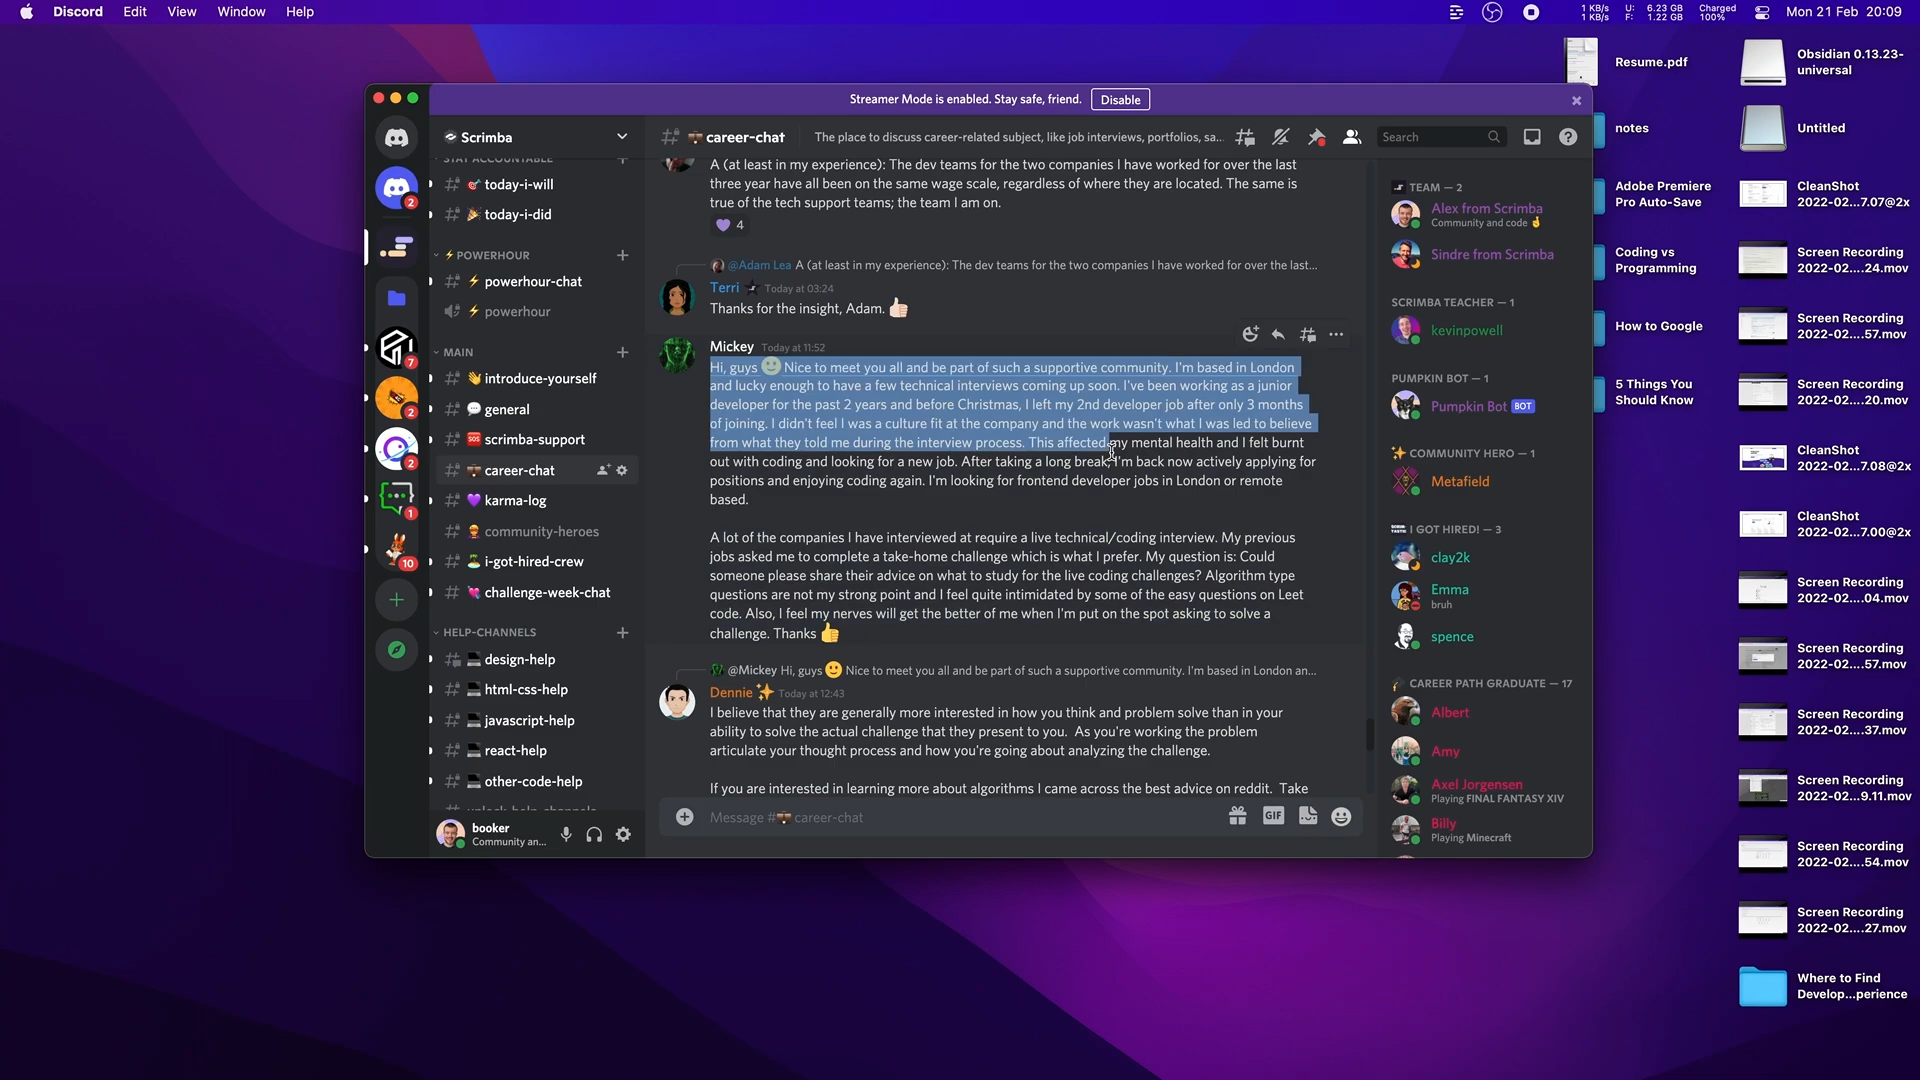 Discord Edit View Window Help
1 KB/s U: 6.23 GB Charged
1 KB/s F: 1.22 GB 100%
Mon 21 Feb 20:09
Streamer Mode is enabled. Stay safe, friend. Disable
Scrimba
STAY ACCOUNTABLE
today-i-will
today-i-did
POWERHOUR
powerhour-chat
powerhour
MAIN
introduce-yourself
general
scrimba-support
career-chat
karma-log
community-heroes
i-got-hired-crew
challenge-week-chat
HELP-CHANNELS
design-help
html-css-help
javascript-help
react-help
other-code-help
booker
Community an...
2
7
2
2
1
10
career-chat The place to discuss career-related subject, like job interviews, portfolios, sa... Search
A (at least in my experience): The dev teams for the two companies I have worked for over the last
three year have all been on the same wage scale, regardless of where they are located. The same is
true of the tech support teams; the team I am on.
💜 4
@Adam Lea A (at least in my experience): The dev teams for the two companies I have worked for over the last...
Terri Today at 03:24
Thanks for the insight, Adam. 👍🏻
Mickey Today at 11:52
Hi, guys 🙂 Nice to meet you all and be part of such a supportive community. I'm based in London
and lucky enough to have a few technical interviews coming up soon. I've been working as a junior
developer for the past 2 years and before Christmas, I left my 2nd developer job after only 3 months
of joining. I didn't feel I was a culture fit at the company and the work wasn't what I was led to believe
from what they told me during the interview process. This affected my mental health and I felt burnt
out with coding and looking for a new job. After taking a long break, I'm back now actively applying for
positions and enjoying coding again. I'm looking for frontend developer jobs in London or remote
based.
A lot of the companies I have interviewed at require a live technical/coding interview. My previous
jobs asked me to complete a take-home challenge which is what I prefer. My question is: Could
someone please share their advice on what to study for the live coding challenges? Algorithm type
questions are not my strong point and I feel quite intimidated by some of the easy questions on Leet
code. Also, I feel my nerves will get the better of me when I'm put on the spot asking to solve a
challenge. Thanks 👍
@Mickey Hi, guys 🙂 Nice to meet you all and be part of such a supportive community. I'm based in London an...
Dennie ✨ Today at 12:43
I believe that they are generally more interested in how you think and problem solve than in your
ability to solve the actual challenge that they present to you. As you're working the problem
articulate your thought process and how you're going about analyzing the challenge.
If you are interested in learning more about algorithms I came across the best advice on reddit. Take
Message # career-chat
GIF
TEAM — 2
Alex from Scrimba
Community and code
Sindre from Scrimba
SCRIMBA TEACHER — 1
kevinpowell
PUMPKIN BOT — 1
Pumpkin Bot BOT
COMMUNITY HERO — 1
Metafield
I GOT HIRED! — 3
clay2k
Emma
bruh
spence
CAREER PATH GRADUATE — 17
Albert
Amy
Axel Jorgensen
Playing FINAL FANTASY XIV
Billy
Playing Minecraft
Resume.pdf
notes
Adobe Premiere
Pro Auto-Save
Coding vs
Programming
How to Google
5 Things You
Should Know
Obsidian 0.13.23-
universal
Untitled
CleanShot
2022-02...7.07@2x
Screen Recording
2022-02....24.mov
Screen Recording
2022-02....57.mov
Screen Recording
2022-02....20.mov
CleanShot
2022-02...7.08@2x
CleanShot
2022-02...7.00@2x
Screen Recording
2022-02....04.mov
Screen Recording
2022-02....57.mov
Screen Recording
2022-02....37.mov
Screen Recording
2022-02...9.11.mov
Screen Recording
2022-02....54.mov
Screen Recording
2022-02....27.mov
Where to Find
Develop...perience